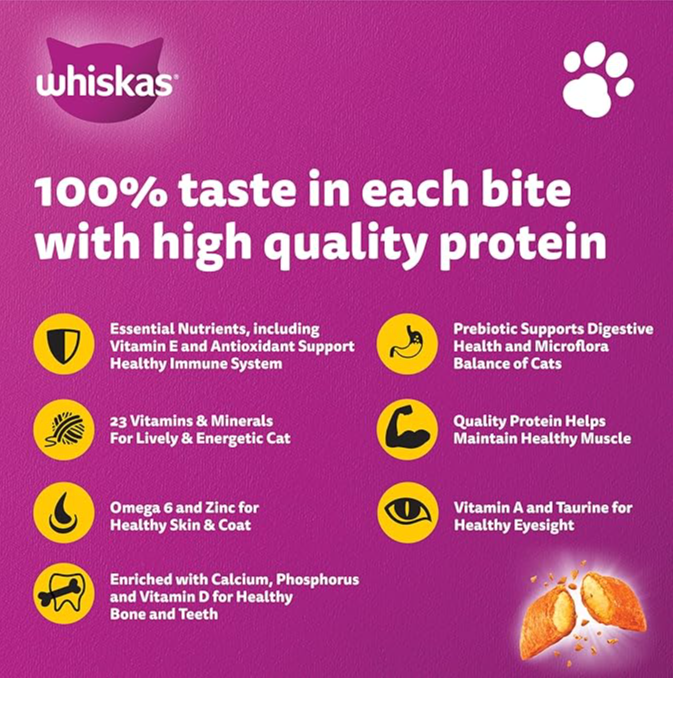 whiskas®
100% taste in each bite
with high quality protein
Essential Nutrients, including
Vitamin E and Antioxidant Support
Healthy Immune System
Prebiotic Supports Digestive
Health and Microflora
Balance of Cats
23 Vitamins & Minerals
For Lively & Energetic Cat
Quality Protein Helps
Maintain Healthy Muscle
Omega 6 and Zinc for
Healthy Skin & Coat
Vitamin A and Taurine for
Healthy Eyesight
Enriched with Calcium, Phosphorus
and Vitamin D for Healthy
Bone and Teeth